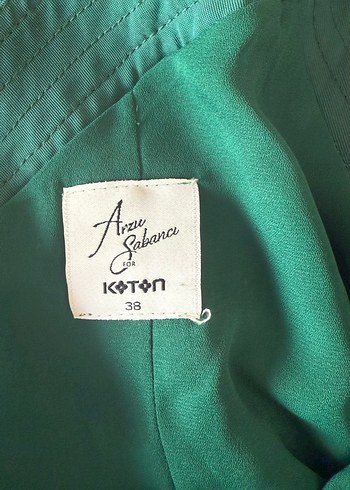 Arzu
Sabancı
FOR
KOTON
38